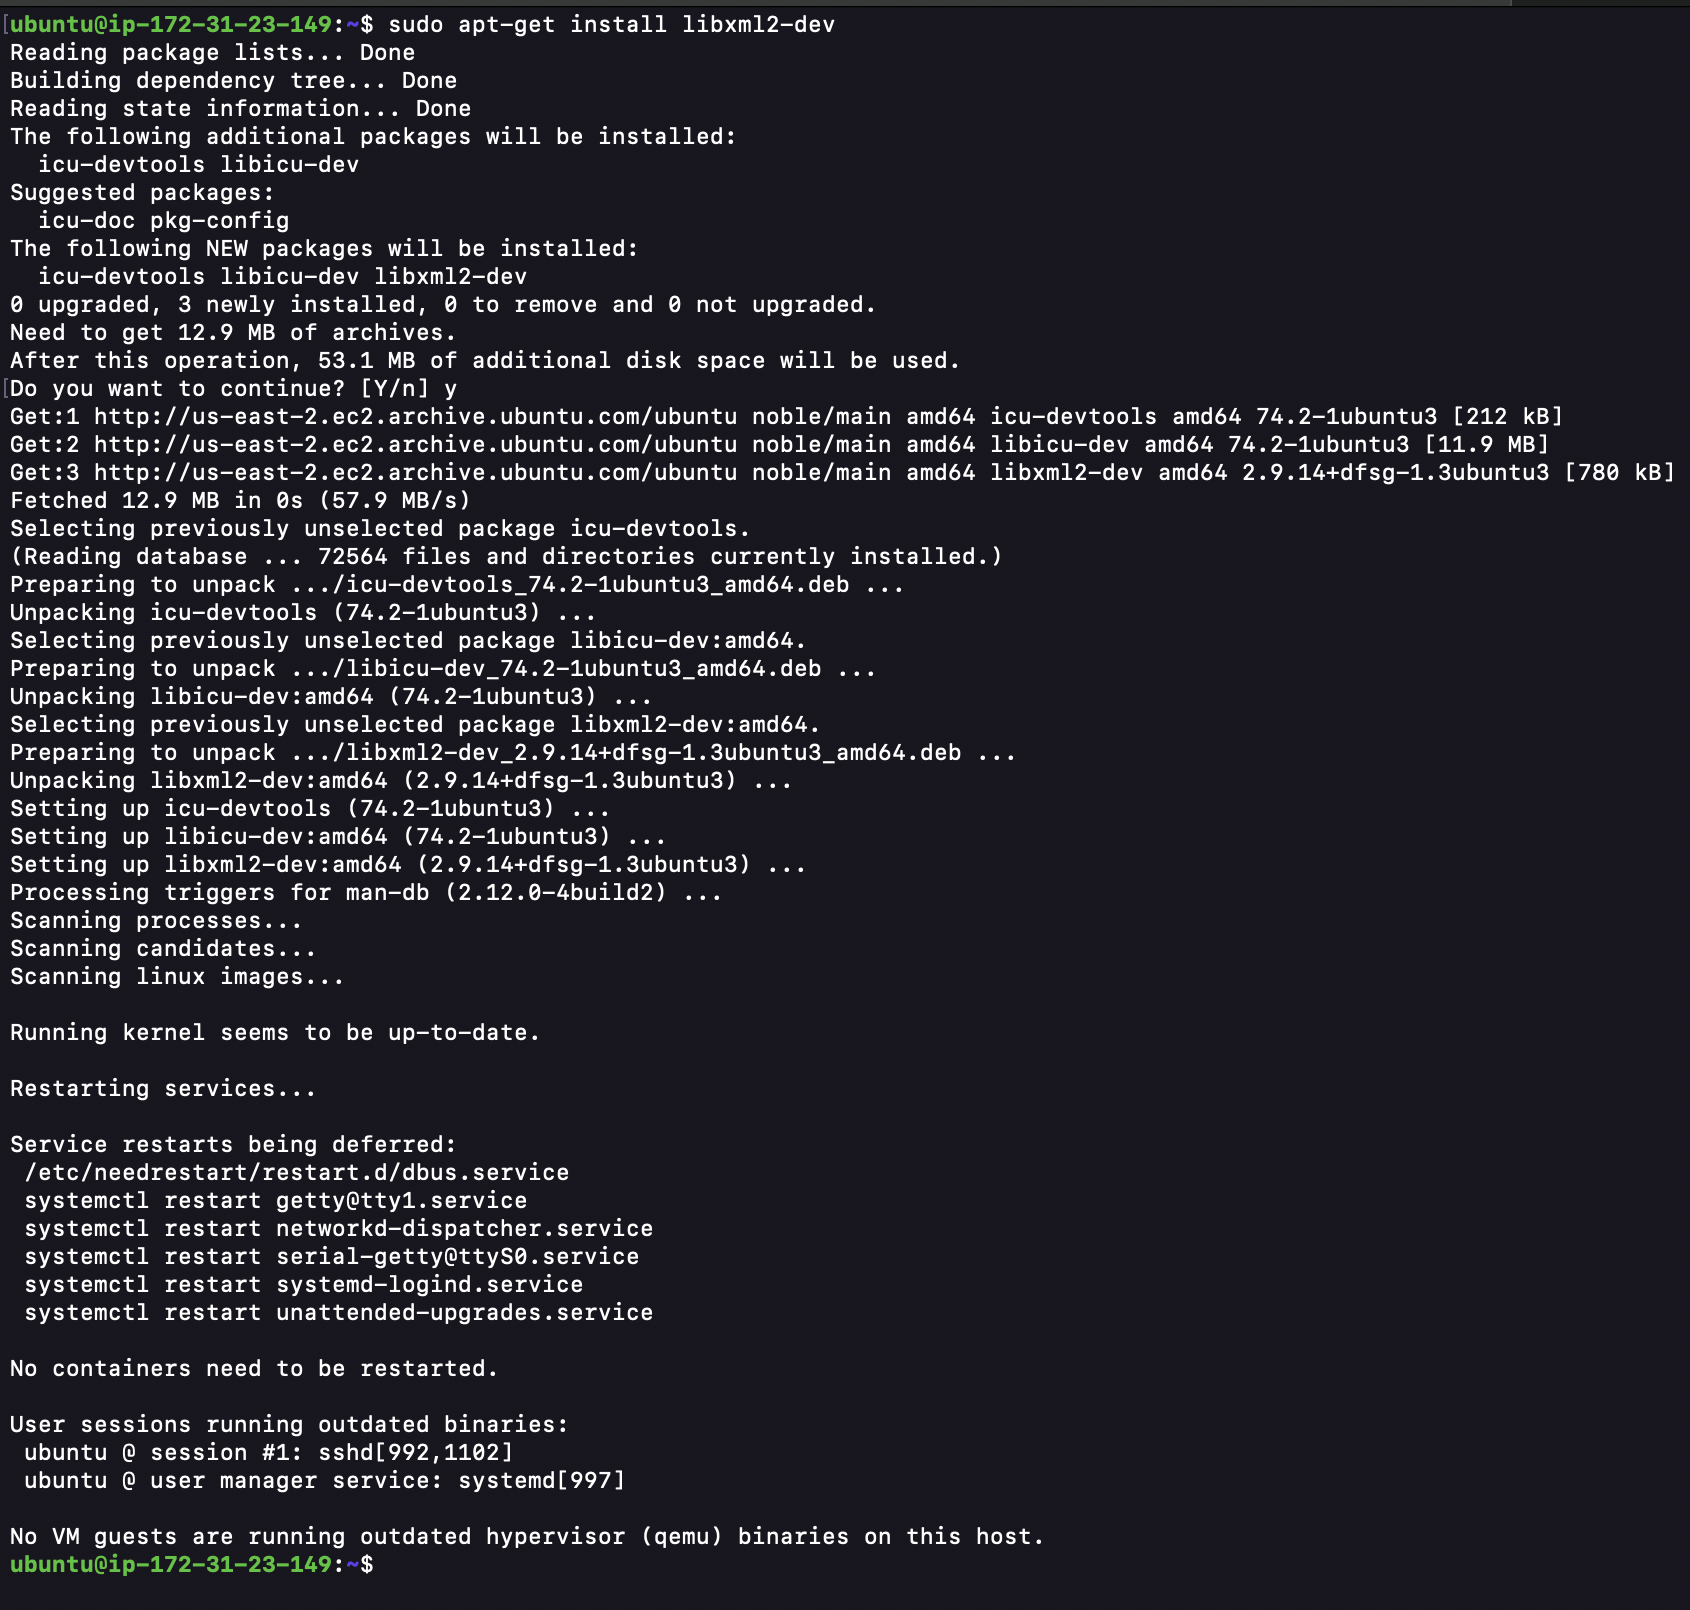 ubuntu@ip-172-31-23-149:~$ sudo apt-get install libxml2-dev
Reading package lists... Done
Building dependency tree... Done
Reading state information... Done
The following additional packages will be installed:
  icu-devtools libicu-dev
Suggested packages:
  icu-doc pkg-config
The following NEW packages will be installed:
  icu-devtools libicu-dev libxml2-dev
0 upgraded, 3 newly installed, 0 to remove and 0 not upgraded.
Need to get 12.9 MB of archives.
After this operation, 53.1 MB of additional disk space will be used.
Do you want to continue? [Y/n] y
Get:1 http://us-east-2.ec2.archive.ubuntu.com/ubuntu noble/main amd64 icu-devtools amd64 74.2-1ubuntu3 [212 kB]
Get:2 http://us-east-2.ec2.archive.ubuntu.com/ubuntu noble/main amd64 libicu-dev amd64 74.2-1ubuntu3 [11.9 MB]
Get:3 http://us-east-2.ec2.archive.ubuntu.com/ubuntu noble/main amd64 libxml2-dev amd64 2.9.14+dfsg-1.3ubuntu3 [780 kB]
Fetched 12.9 MB in 0s (57.9 MB/s)
Selecting previously unselected package icu-devtools.
(Reading database ... 72564 files and directories currently installed.)
Preparing to unpack .../icu-devtools_74.2-1ubuntu3_amd64.deb ...
Unpacking icu-devtools (74.2-1ubuntu3) ...
Selecting previously unselected package libicu-dev:amd64.
Preparing to unpack .../libicu-dev_74.2-1ubuntu3_amd64.deb ...
Unpacking libicu-dev:amd64 (74.2-1ubuntu3) ...
Selecting previously unselected package libxml2-dev:amd64.
Preparing to unpack .../libxml2-dev_2.9.14+dfsg-1.3ubuntu3_amd64.deb ...
Unpacking libxml2-dev:amd64 (2.9.14+dfsg-1.3ubuntu3) ...
Setting up icu-devtools (74.2-1ubuntu3) ...
Setting up libicu-dev:amd64 (74.2-1ubuntu3) ...
Setting up libxml2-dev:amd64 (2.9.14+dfsg-1.3ubuntu3) ...
Processing triggers for man-db (2.12.0-4build2) ...
Scanning processes...
Scanning candidates...
Scanning linux images...

Running kernel seems to be up-to-date.

Restarting services...

Service restarts being deferred:
 /etc/needrestart/restart.d/dbus.service
 systemctl restart getty@tty1.service
 systemctl restart networkd-dispatcher.service
 systemctl restart serial-getty@ttyS0.service
 systemctl restart systemd-logind.service
 systemctl restart unattended-upgrades.service

No containers need to be restarted.

User sessions running outdated binaries:
 ubuntu @ session #1: sshd[992,1102]
 ubuntu @ user manager service: systemd[997]

No VM guests are running outdated hypervisor (qemu) binaries on this host.
ubuntu@ip-172-31-23-149:~$